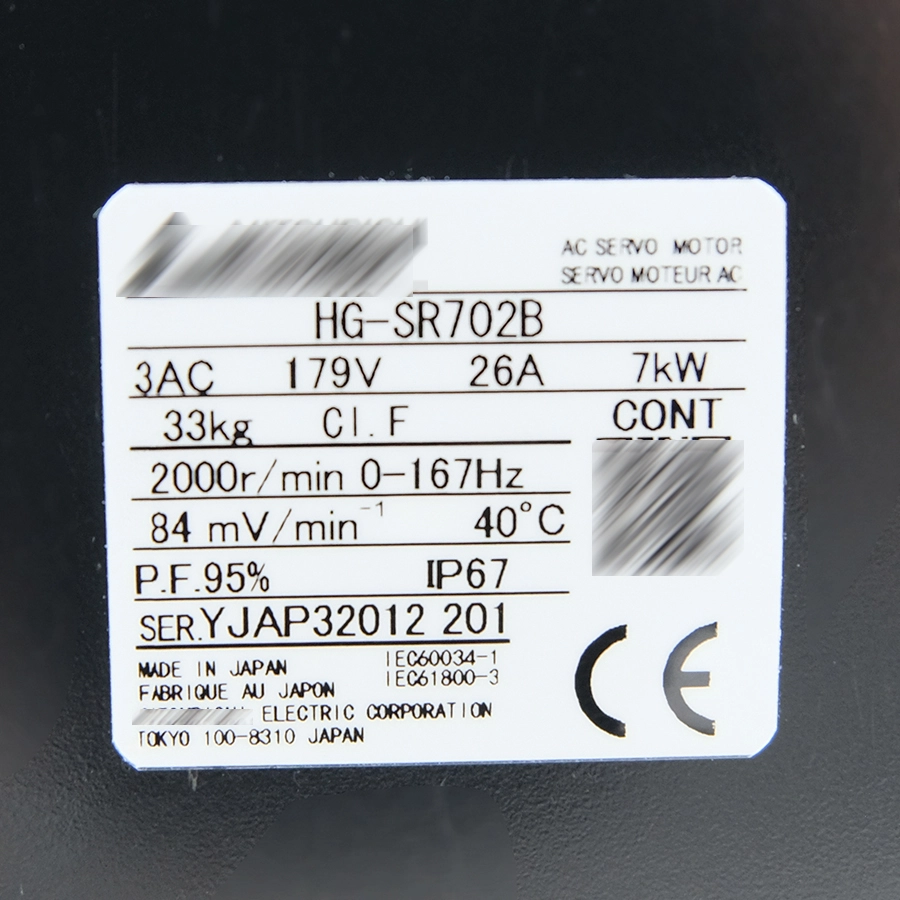 AC SERVO MOTOR
SERVO MOTEUR AC
HG-SR702B
3AC 179V 26A 7kW
33kg Cl.F CONT
2000r/min 0-167Hz
84 mV/min⁻¹ 40°C
P.F.95% IP67
SER.YJAP32012 201
MADE IN JAPAN IEC60034-1
FABRIQUE AU JAPON IEC61800-3
ELECTRIC CORPORATION
TOKYO 100-8310 JAPAN
CE